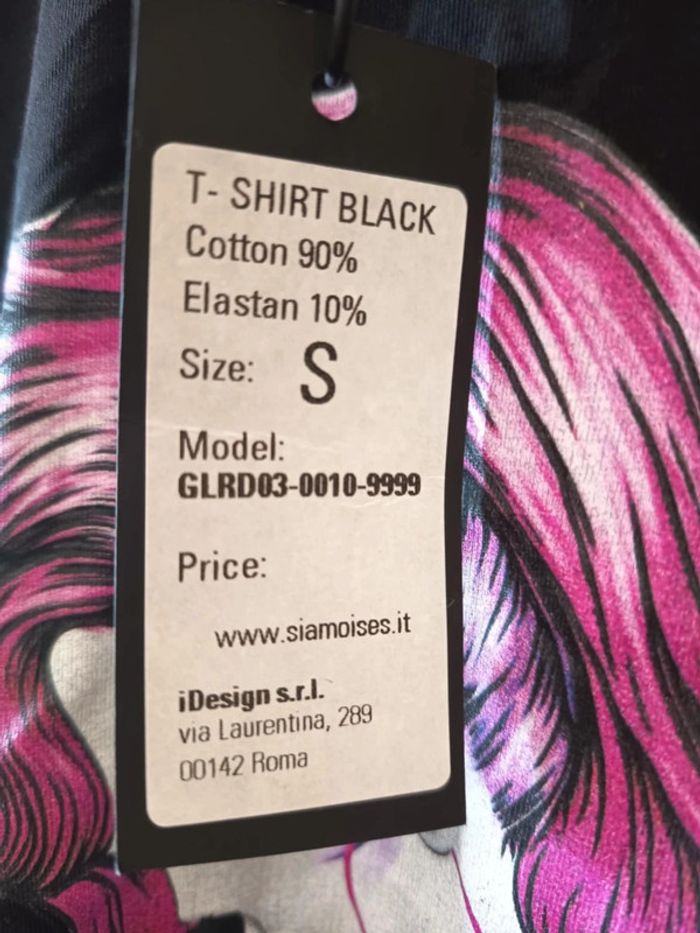 T- SHIRT BLACK
Cotton 90%
Elastan 10%
Size: S
Model:
GLRD03-0010-9999
Price:
www.siamoises.it
iDesign s.r.l.
via Laurentina, 289
00142 Roma